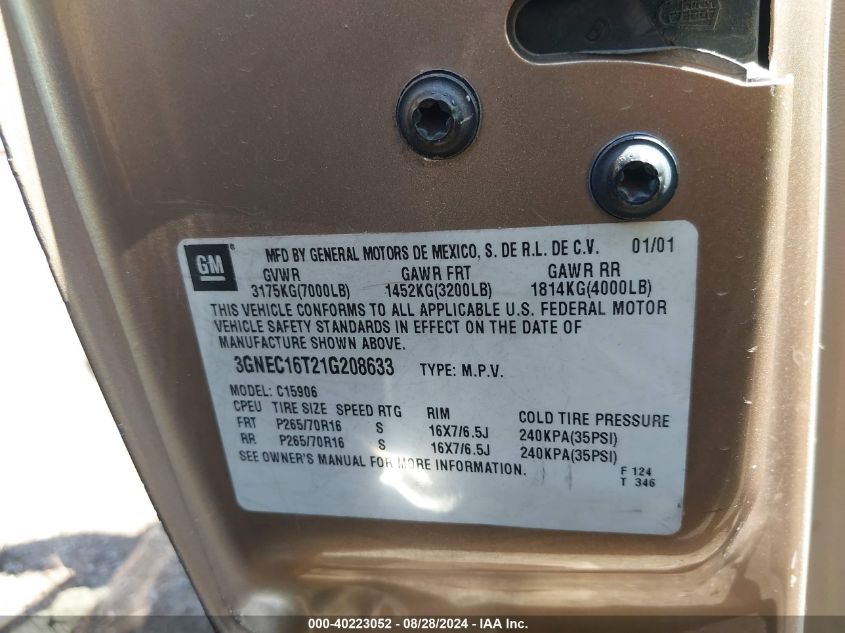 GM
MFD BY GENERAL MOTORS DE MEXICO, S. DE R.L. DE C.V. 01/01
GVWR GAWR FRT GAWR RR
3175KG(7000LB) 1452KG(3200LB) 1814KG(4000LB)
THIS VEHICLE CONFORMS TO ALL APPLICABLE U.S. FEDERAL MOTOR
VEHICLE SAFETY STANDARDS IN EFFECT ON THE DATE OF
MANUFACTURE SHOWN ABOVE.
3GNEC16T21G208633 TYPE: M.P.V.
MODEL: C15906
CPEU TIRE SIZE SPEED RTG RIM COLD TIRE PRESSURE
FRT P265/70R16 S 16X7/6.5J 240KPA(35PSI)
RR P265/70R16 S 16X7/6.5J 240KPA(35PSI)
SEE OWNER'S MANUAL FOR MORE INFORMATION.
F 124
T 346
000-40223052 - 08/28/2024 - IAA Inc.